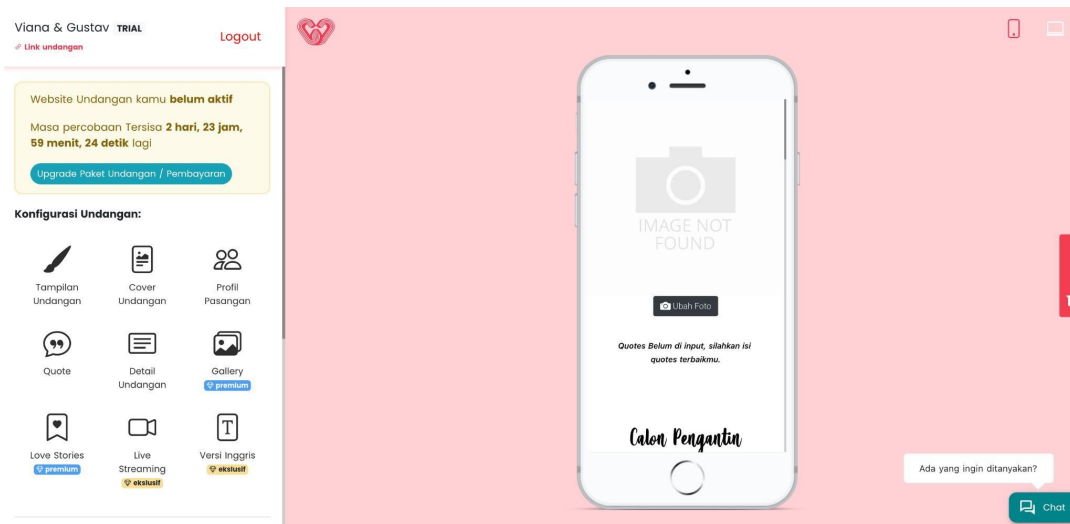 Viana & Gustav TRIAL
Link undangan
Logout
Website Undangan kamu belum aktif
Masa percobaan Tersisa 2 hari, 23 jam,
59 menit, 24 detik lagi
Upgrade Paket Undangan / Pembayaran
Konfigurasi Undangan:
Tampilan
Undangan
Cover
Undangan
Profil
Pasangan
Quote
Detail
Undangan
Gallery
premium
Love Stories
premium
Live
Streaming
ekslusif
T
Versi Inggris
ekslusif
IMAGE NOT
FOUND
Ubah Foto
Quotes Belum di input, silahkan isi
quotes terbaikmu.
Calon Pengantin
Ada yang ingin ditanyakan?
Chat